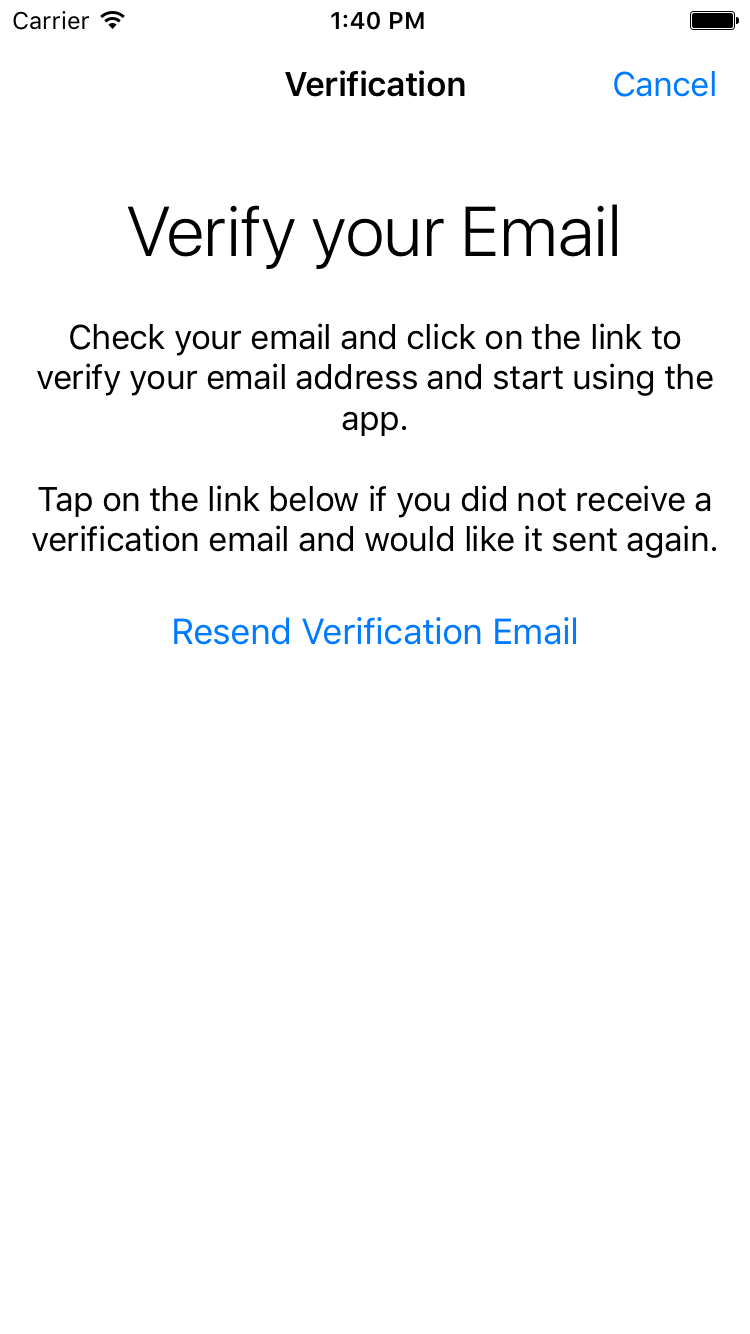 Carrier
1:40 PM
Verification
Cancel
Verify your Email
Check your email and click on the link to
verify your email address and start using the
app.
Tap on the link below if you did not receive a
verification email and would like it sent again.
Resend Verification Email